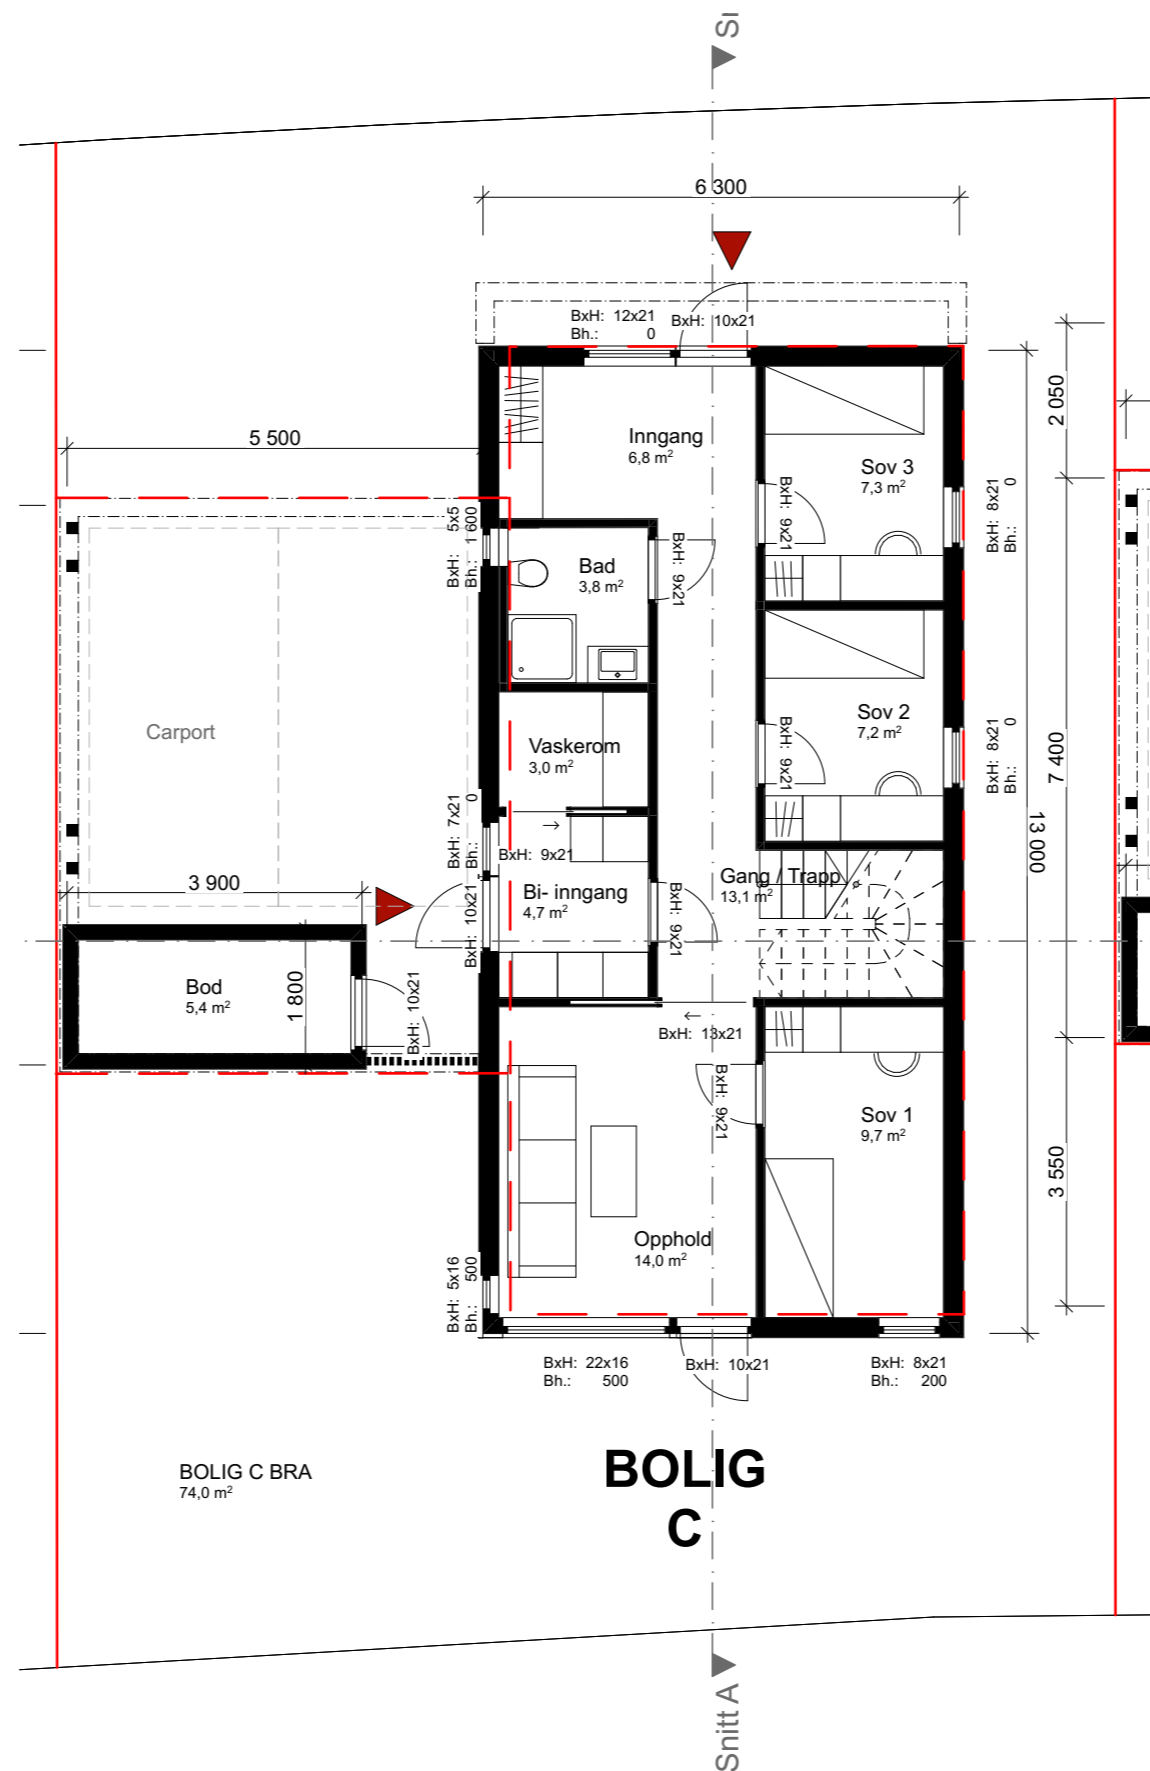 Sı
6 300
BxH: 12x21
Bh.: 0
BxH: 10x21
2 050
5 500
Inngang
6,8 m²
Sov 3
7,3 m²
BxH: 9x21
BxH: 8x21
Bh.: 0
BxH: 5x5
Bh.: 1 600
Bad
3,8 m²
BxH: 9x21
Carport
Vaskerom
3,0 m²
Sov 2
7,2 m²
BxH: 9x21
BxH: 8x21
Bh.: 0
7 400
13 000
BxH: 7x21
Bh.: 0
BxH: 9x21
3 900
Bi- inngang
4,7 m²
Gang / Trapp
13,1 m²
BxH: 10x21
BxH: 9x21
Bod
5,4 m²
1 800
BxH: 10x21
BxH: 13x21
BxH: 9x21
Sov 1
9,7 m²
3 550
Opphold
14,0 m²
BxH: 5x16
Bh.: 500
BxH: 22x16
Bh.: 500
BxH: 10x21
BxH: 8x21
Bh.: 200
BOLIG C BRA
74,0 m²
BOLIG
C
Snitt A